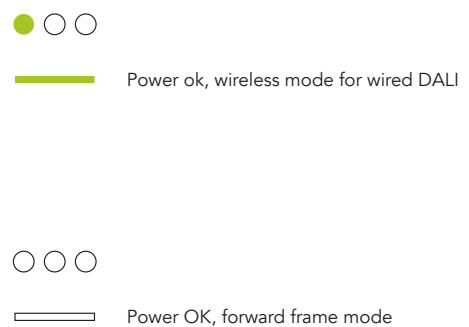 Power ok, wireless mode for wired DALI
Power OK, forward frame mode